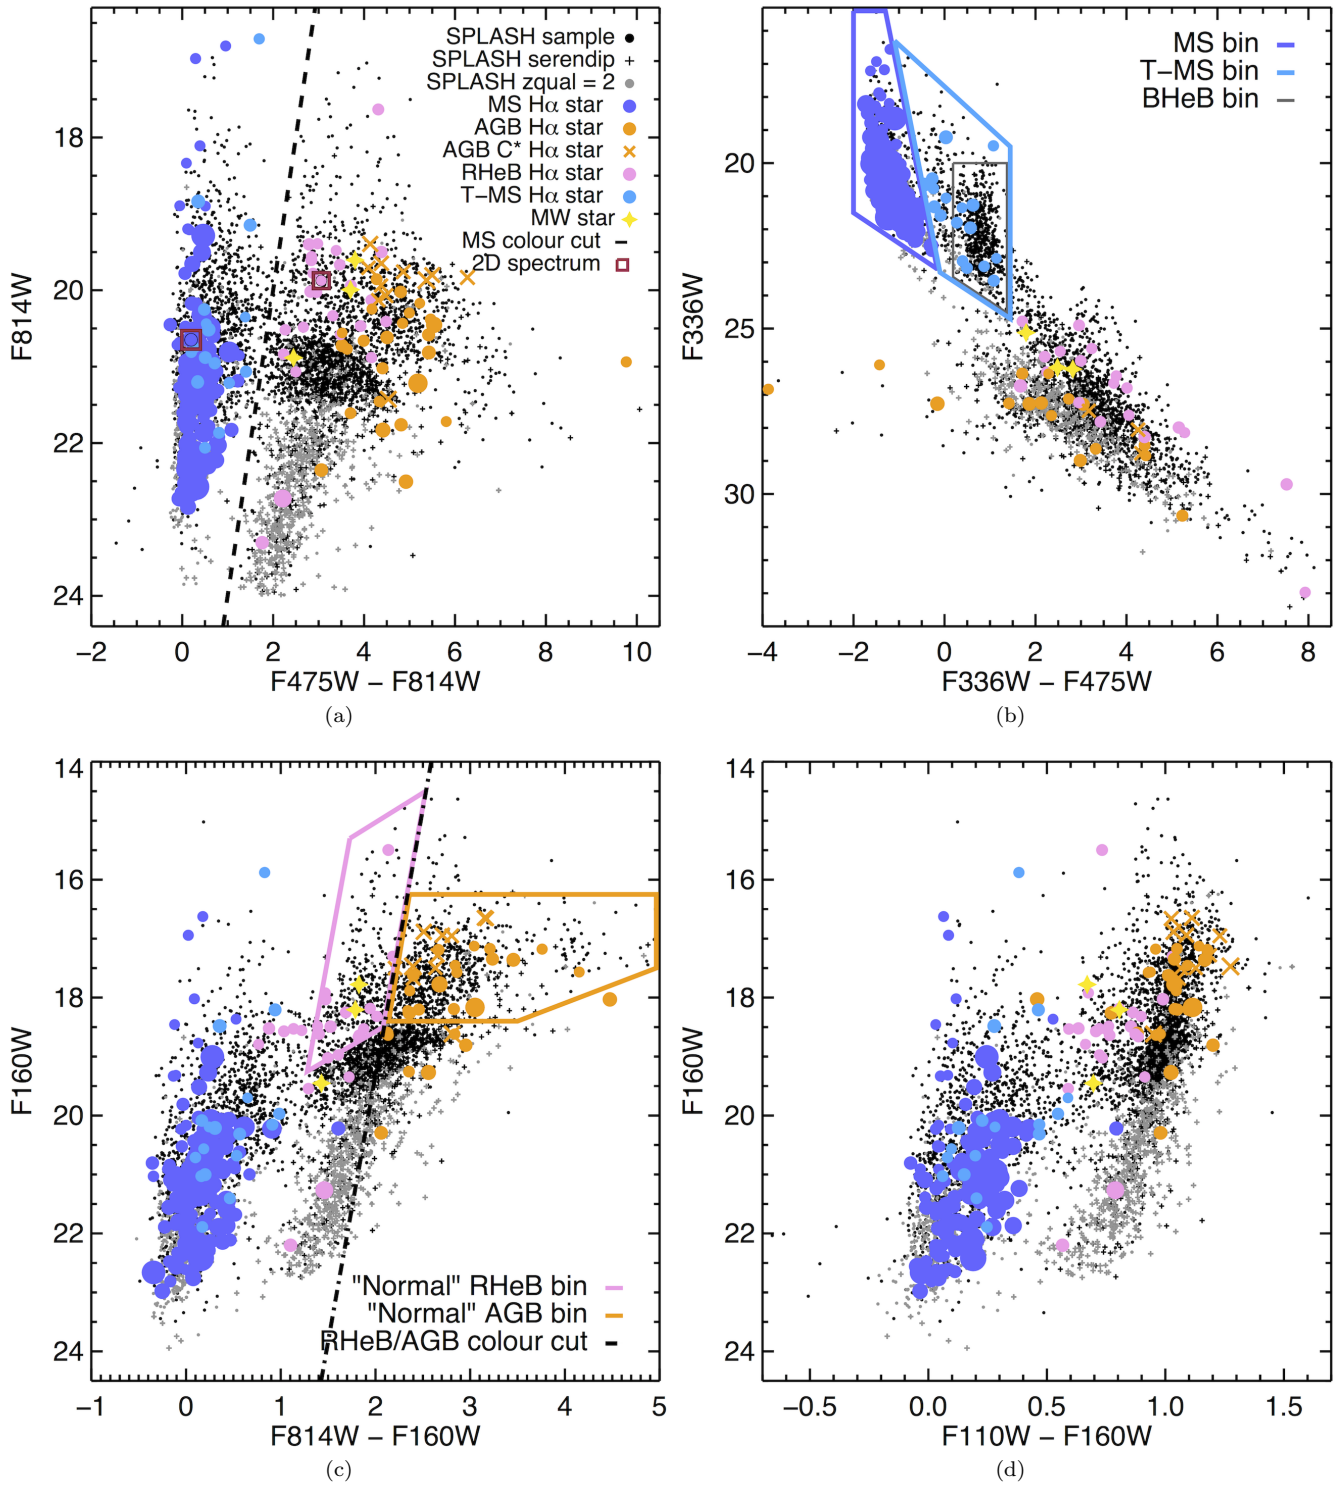 SPLASH sample
SPLASH serendip
SPLASH zqual = 2
MS Hα star
AGB Hα star
AGB C* Hα star
RHeB Hα star
T−MS Hα star
MW star
MS colour cut
2D spectrum
18
20
22
24
F814W
−2 0 2 4 6 8 10
F475W − F814W
(a)
MS bin
T−MS bin
BHeB bin
20
25
30
F336W
−4 −2 0 2 4 6 8
F336W − F475W
(b)
14
16
18
20
22
24
F160W
"Normal" RHeB bin
"Normal" AGB bin
RHeB/AGB colour cut
−1 0 1 2 3 4 5
F814W − F160W
(c)
14
16
18
20
22
24
F160W
−0.5 0.0 0.5 1.0 1.5
F110W − F160W
(d)